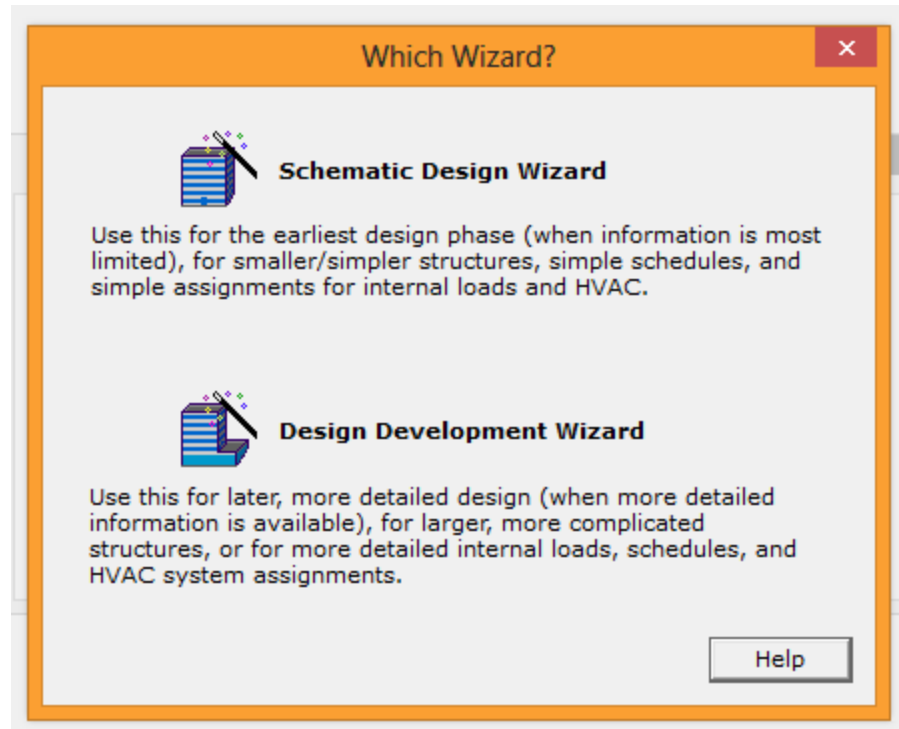 Which Wizard?
Schematic Design Wizard
Use this for the earliest design phase (when information is most
limited), for smaller/simpler structures, simple schedules, and
simple assignments for internal loads and HVAC.
Design Development Wizard
Use this for later, more detailed design (when more detailed
information is available), for larger, more complicated
structures, or for more detailed internal loads, schedules, and
HVAC system assignments.
Help